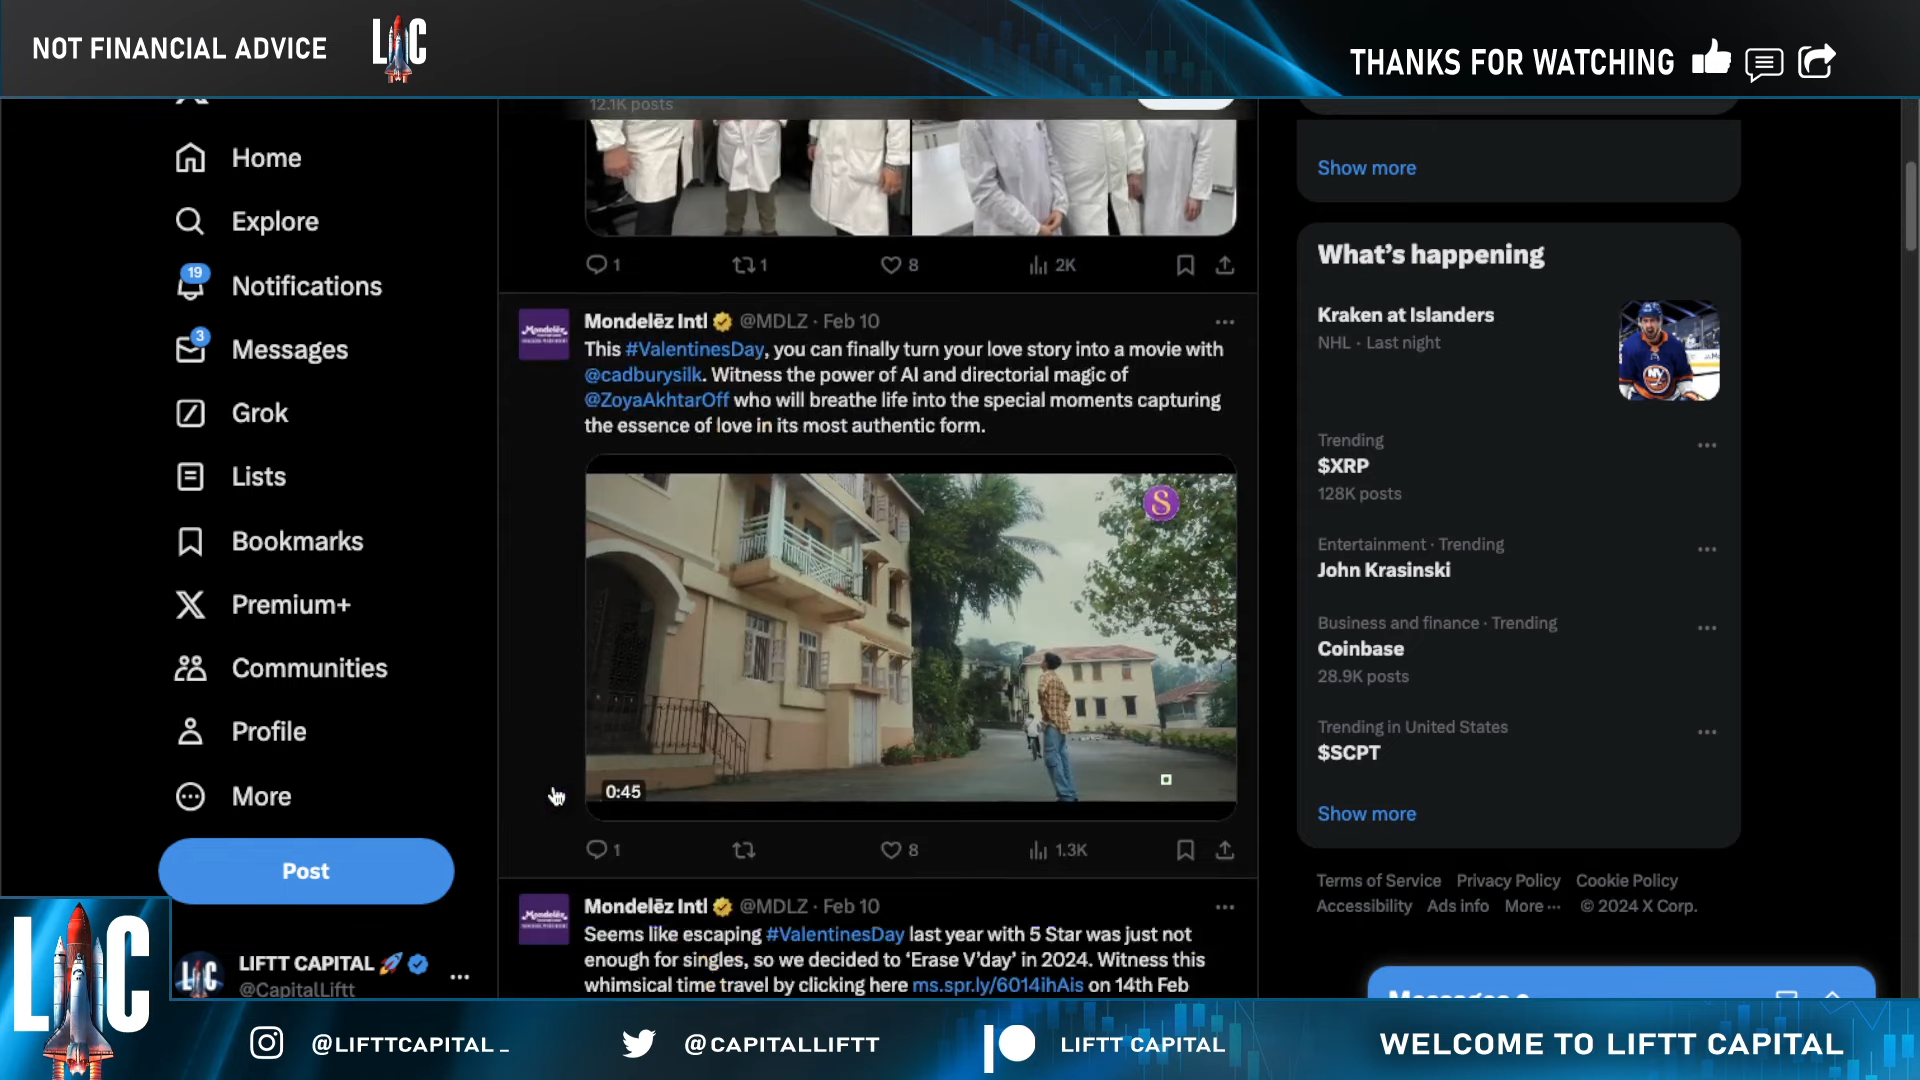 NOT FINANCIAL ADVICE
LC
THANKS FOR WATCHING
12.1K posts
Home
Explore
19
Notifications
3
Messages
Grok
Lists
Bookmarks
Premium+
Communities
Profile
More
Post
LIFTT CAPITAL
@CapitalLiftt
1
1
8
2K
Mondelēz Intl @MDLZ · Feb 10
This #ValentinesDay, you can finally turn your love story into a movie with
@cadburysilk. Witness the power of AI and directorial magic of
@ZoyaAkhtarOff who will breathe life into the special moments capturing
the essence of love in its most authentic form.
S
0:45
1
8
1.3K
Mondelēz Intl @MDLZ · Feb 10
Seems like escaping #ValentinesDay last year with 5 Star was just not
enough for singles, so we decided to ‘Erase V’day’ in 2024. Witness this
whimsical time travel by clicking here ms.spr.ly/6014ihAis on 14th Feb
Show more
What’s happening
Kraken at Islanders
NHL · Last night
Trending
$XRP
128K posts
Entertainment · Trending
John Krasinski
Business and finance · Trending
Coinbase
28.9K posts
Trending in United States
$SCPT
Show more
Terms of Service Privacy Policy Cookie Policy
Accessibility Ads info More ··· © 2024 X Corp.
LC
@LIFTTCAPITAL_
@CAPITALLIFTT
LIFTT CAPITAL
WELCOME TO LIFTT CAPITAL